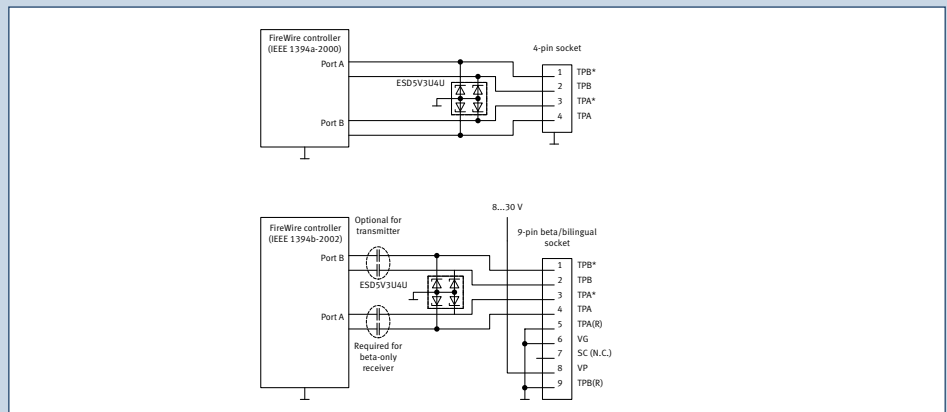 FireWire controller
(IEEE 1394a-2000)
Port A
Port B
ESD5V3U4U
4-pin socket
1 TPB*
2 TPB
3 TPA*
4 TPA
8...30 V
FireWire controller
(IEEE 1394b-2002)
Optional for
transmitter
Port B
ESD5V3U4U
Port A
Required for
beta-only
receiver
9-pin beta/bilingual
socket
1 TPB*
2 TPB
3 TPA*
4 TPA
5 TPA(R)
6 VG
7 SC (N.C.)
8 VP
9 TPB(R)